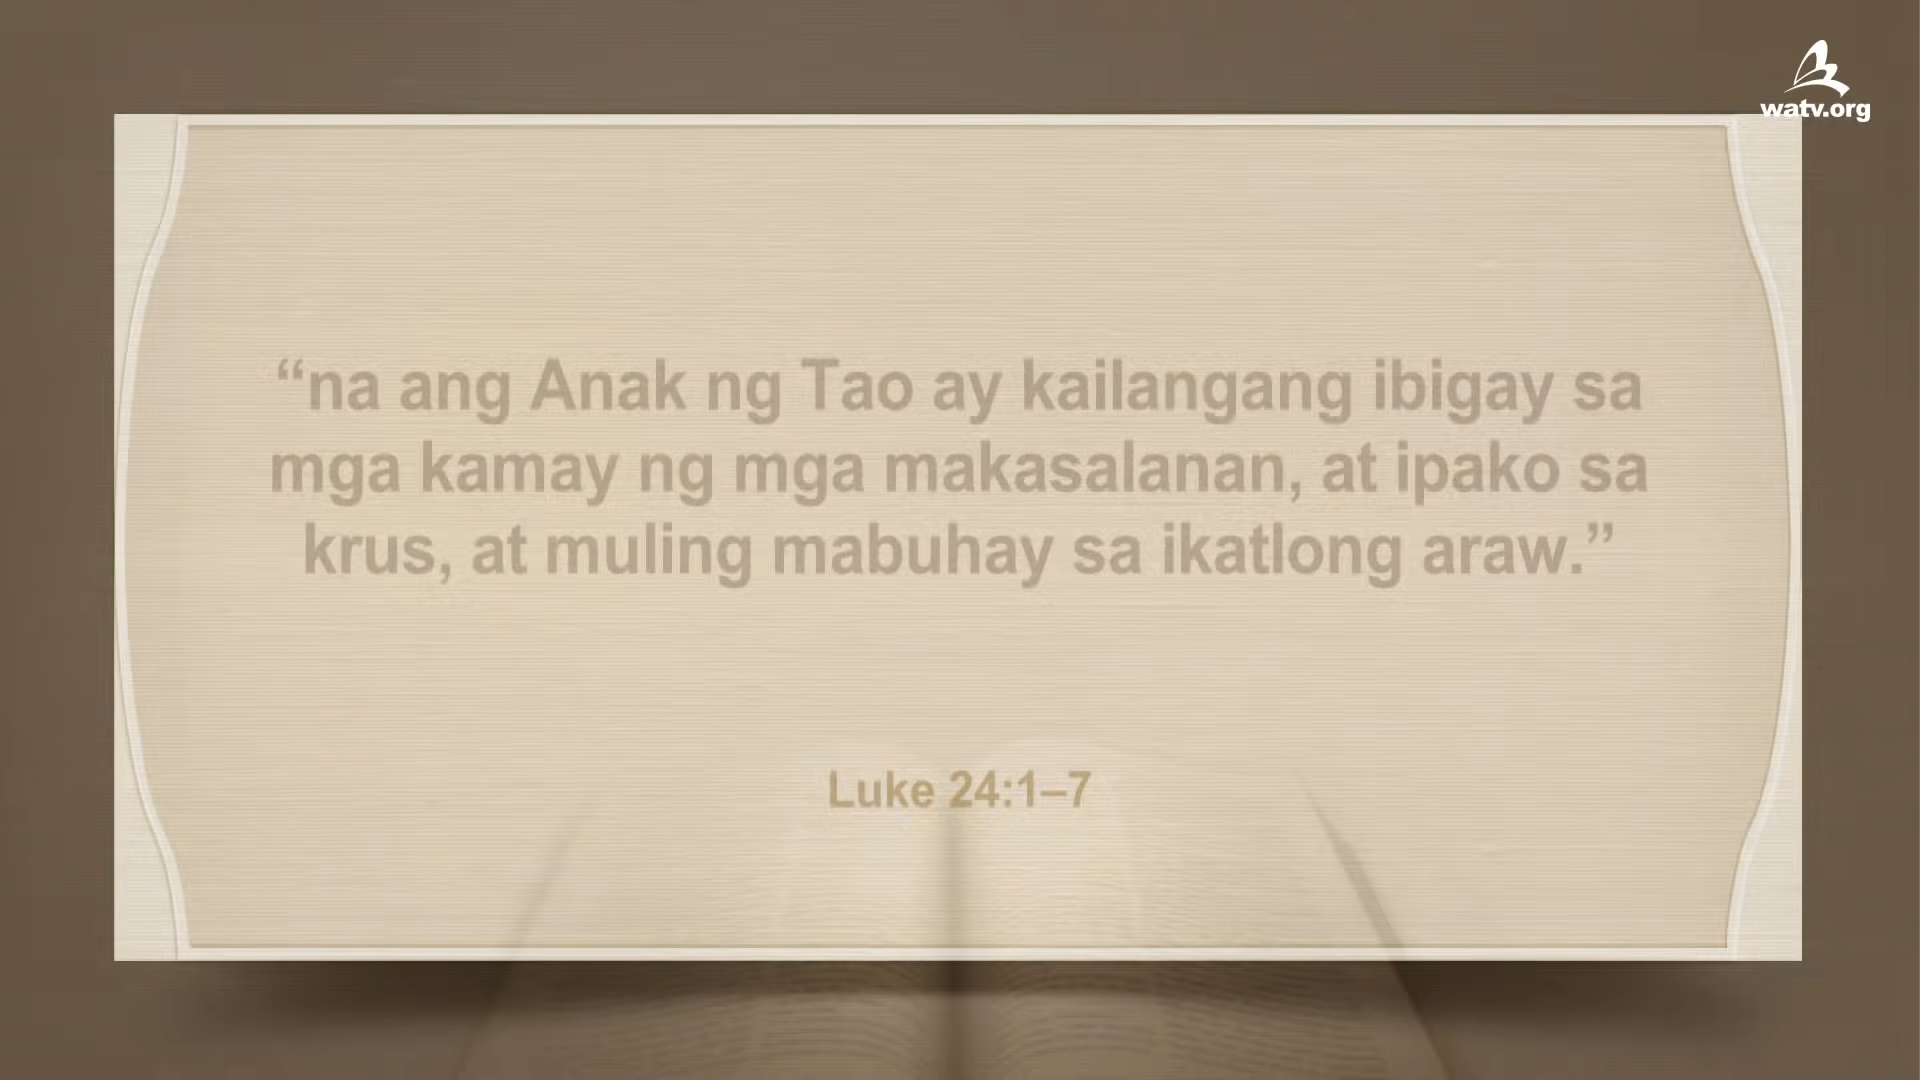 watv.org
“na ang Anak ng Tao ay kailangang ibigay sa
mga kamay ng mga makasalanan, at ipako sa
krus, at muling mabuhay sa ikatlong araw.”
Luke 24:1–7